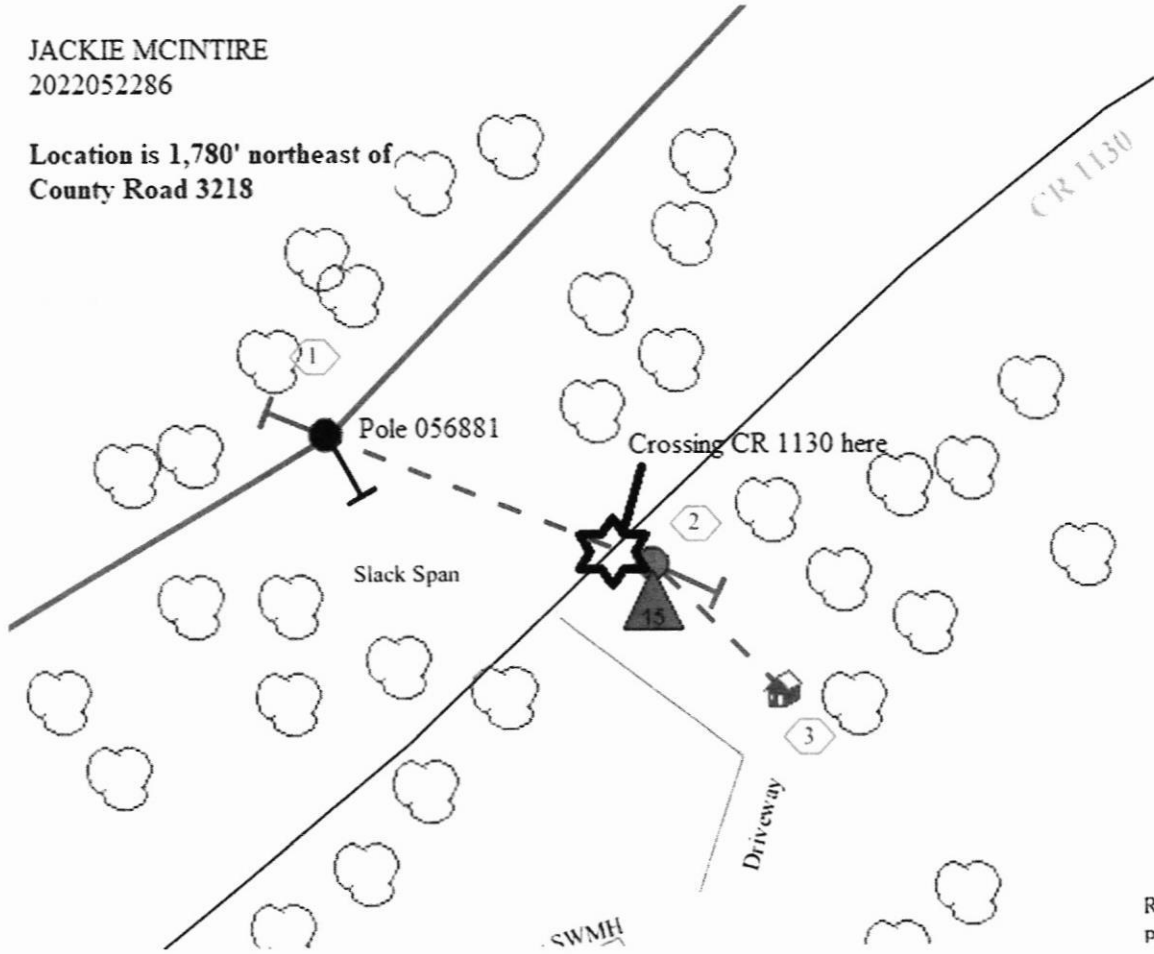 JACKIE MCINTIRE
2022052286
Location is 1,780' northeast of
County Road 3218
CR 1130
1
Pole 056881
Crossing CR 1130 here
2
Slack Span
15
3
Driveway
SWMH
R
P